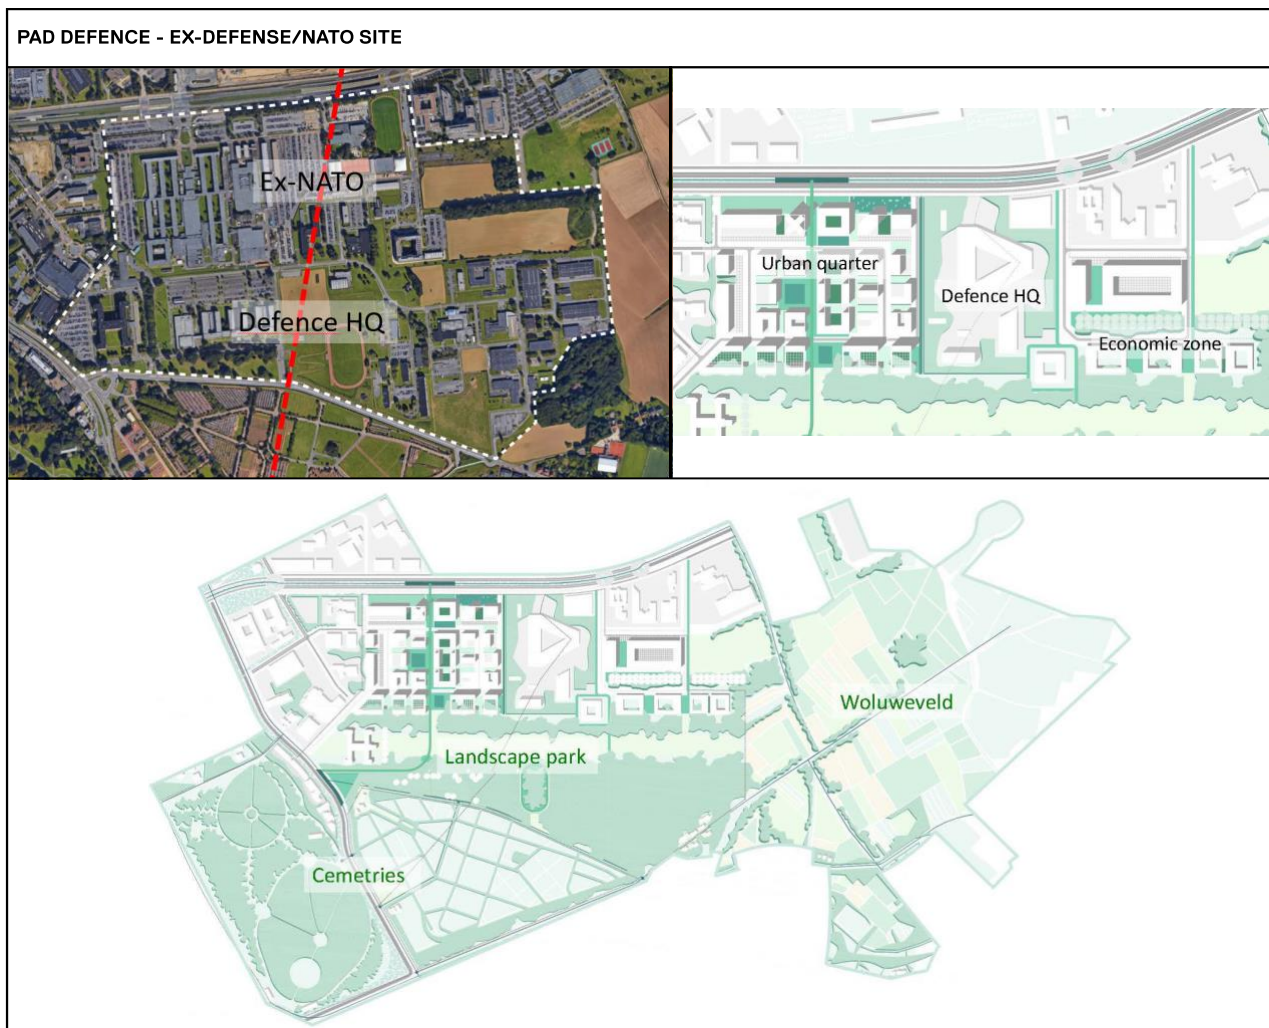 PAD DEFENCE - EX-DEFENSE/NATO SITE
Ex-NATO
Defence HQ
Urban quarter
Defence HQ
Economic zone
Woluweveld
Landscape park
Cemetries